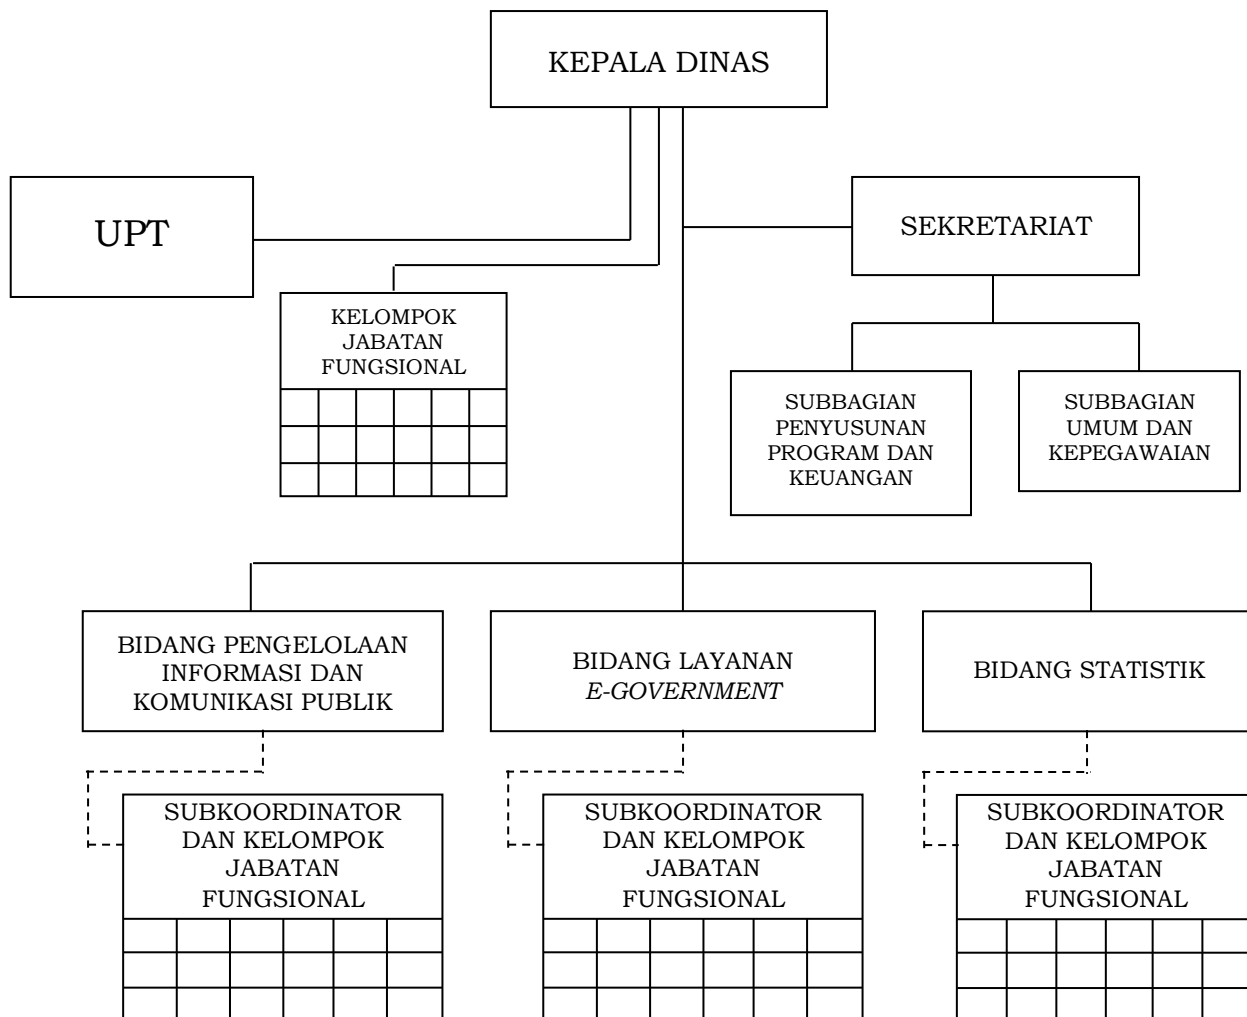 KEPALA DINAS
UPT
SEKRETARIAT
KELOMPOK
JABATAN
FUNGSIONAL
SUBBAGIAN
PENYUSUNAN
PROGRAM DAN
KEUANGAN
SUBBAGIAN
UMUM DAN
KEPEGAWAIAN
BIDANG PENGELOLAAN
INFORMASI DAN
KOMUNIKASI PUBLIK
BIDANG LAYANAN
E-GOVERNMENT
BIDANG STATISTIK
SUBKOORDINATOR
DAN KELOMPOK
JABATAN
FUNGSIONAL
SUBKOORDINATOR
DAN KELOMPOK
JABATAN
FUNGSIONAL
SUBKOORDINATOR
DAN KELOMPOK
JABATAN
FUNGSIONAL